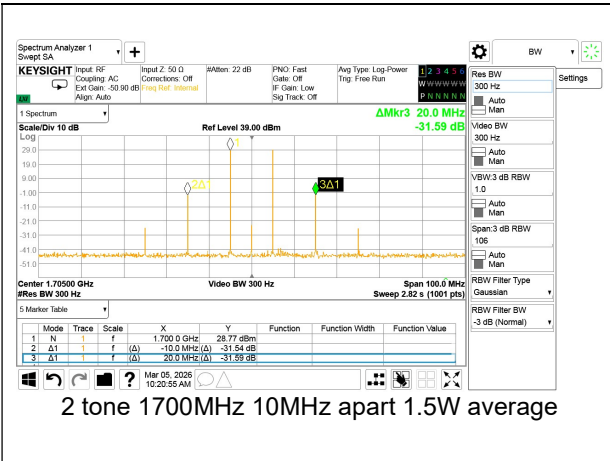 Spectrum Analyzer 1
Swept SA
+
BW
KEYSIGHT Input: RF Input Z: 50 Ω #Atten: 22 dB PNO: Fast Avg Type: Log-Power 1 2 3 4 5 6
Coupling: AC Corrections: Off Gate: Off Trig: Free Run W W W W W W
Ext Gain: -50.90 dB Freq Ref: Internal IF Gain: Low
Align: Auto Sig Track: Off P N N N N N
LXI
Settings
Res BW
300 Hz
Auto
Man
1 Spectrum
ΔMkr3 20.0 MHz
Scale/Div 10 dB Ref Level 39.00 dBm -31.59 dB
Video BW
300 Hz
Auto
Man
Log
29.0
19.0
9.00
-1.00
-11.0
-21.0
-31.0
-41.0
-51.0
1
2Δ1
3Δ1
VBW:3 dB RBW
1.0
Auto
Man
Span:3 dB RBW
106
Auto
Man
Center 1.70500 GHz Video BW 300 Hz Span 100.0 MHz
#Res BW 300 Hz Sweep 2.82 s (1001 pts)
RBW Filter Type
Gaussian
RBW Filter BW
-3 dB (Normal)
5 Marker Table
Mode Trace Scale X Y Function Function Width Function Value
1 N 1 f 1.700 0 GHz 28.77 dBm
2 Δ1 1 f (Δ) -10.0 MHz (Δ) -31.54 dB
3 Δ1 1 f (Δ) 20.0 MHz (Δ) -31.59 dB
?
Mar 05, 2026
10:20:55 AM
2 tone 1700MHz 10MHz apart 1.5W average